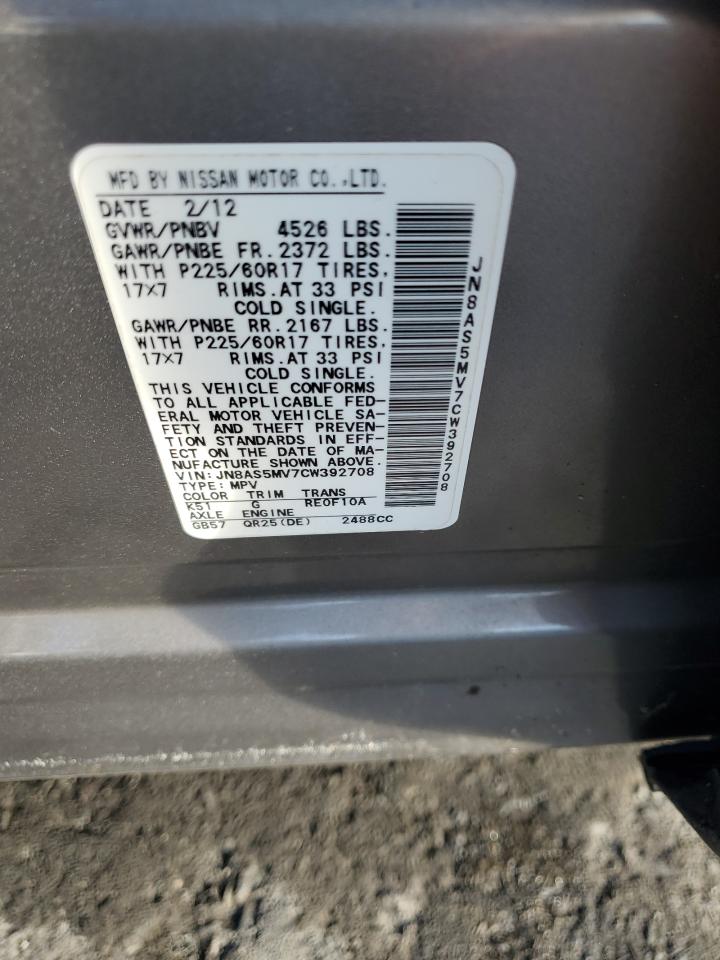 MFD BY NISSAN MOTOR CO.,LTD.
DATE 2/12
GVWR/PNBV 4526 LBS.
GAWR/PNBE FR. 2372 LBS.
WITH P225/60R17 TIRES,
17X7 RIMS.AT 33 PSI
COLD SINGLE.
GAWR/PNBE RR. 2167 LBS.
WITH P225/60R17 TIRES,
17X7 RIMS.AT 33 PSI
COLD SINGLE.
THIS VEHICLE CONFORMS
TO ALL APPLICABLE FED-
ERAL MOTOR VEHICLE SA-
FETY AND THEFT PREVEN-
TION STANDARDS IN EFF-
ECT ON THE DATE OF MA-
NUFACTURE SHOWN ABOVE.
VIN: JN8AS5MV7CW392708
TYPE: MPV
COLOR TRIM TRANS
K51 G RE0F10A
AXLE ENGINE
GB57 QR25(DE) 2488CC
JN8AS5MV7CW392708